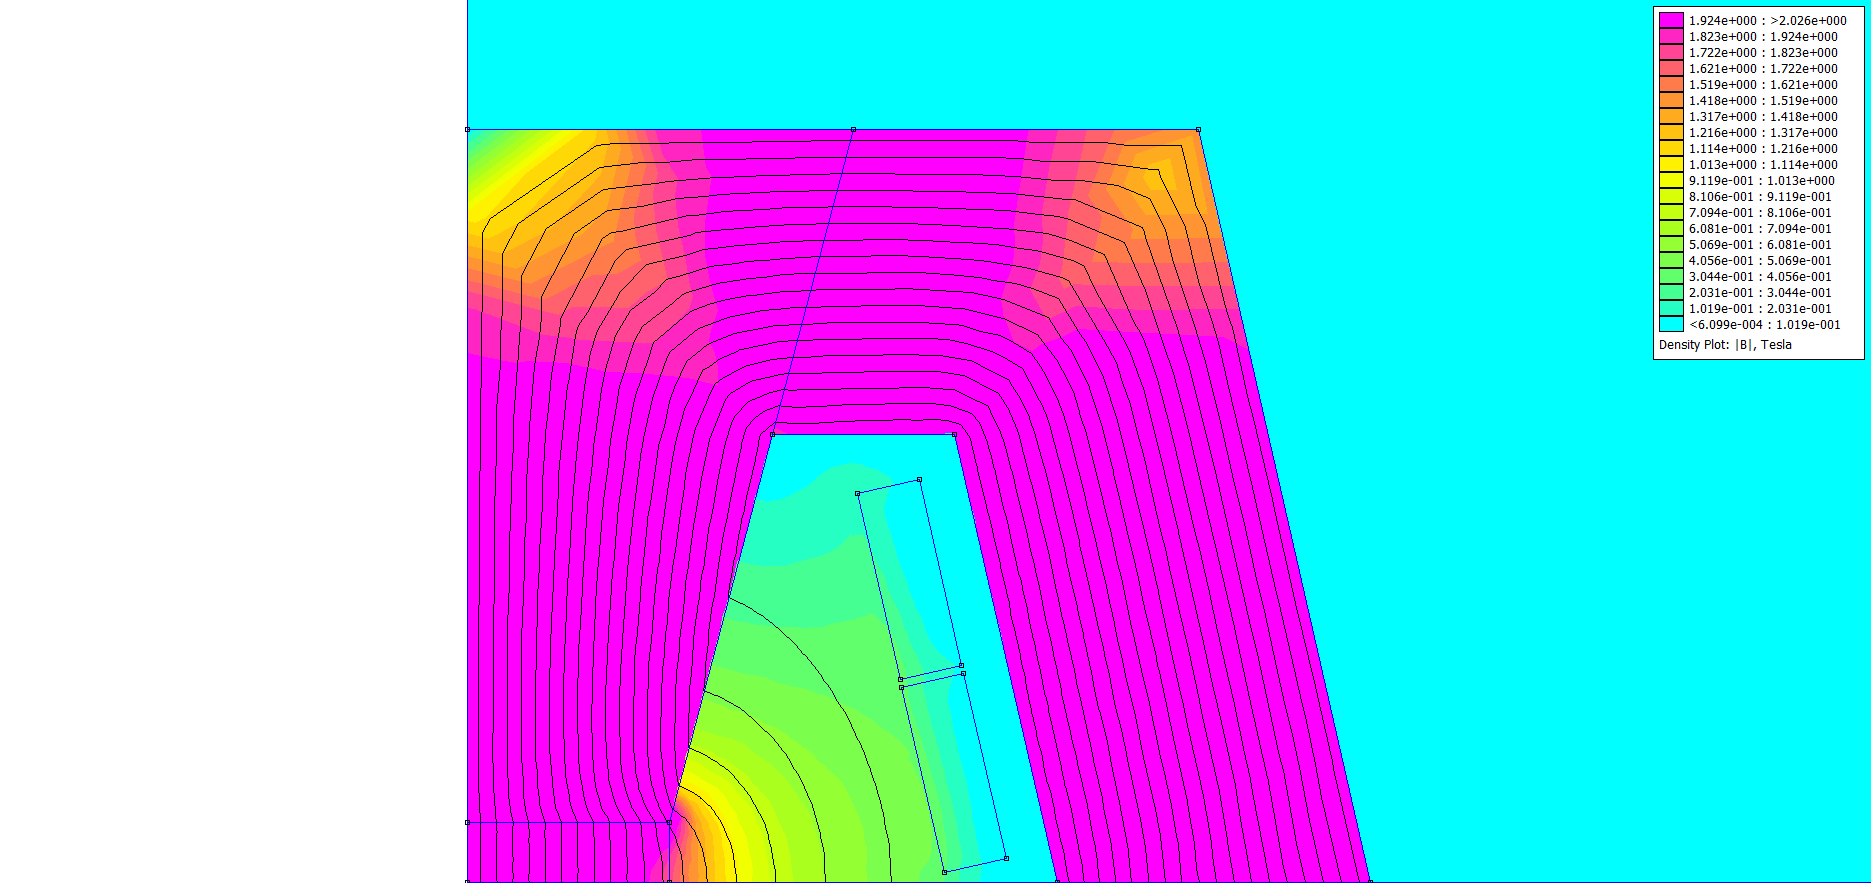 1.924e+000 : >2.026e+000
1.823e+000 : 1.924e+000
1.722e+000 : 1.823e+000
1.621e+000 : 1.722e+000
1.519e+000 : 1.621e+000
1.418e+000 : 1.519e+000
1.317e+000 : 1.418e+000
1.216e+000 : 1.317e+000
1.114e+000 : 1.216e+000
1.013e+000 : 1.114e+000
9.119e-001 : 1.013e+000
8.106e-001 : 9.119e-001
7.094e-001 : 8.106e-001
6.081e-001 : 7.094e-001
5.069e-001 : 6.081e-001
4.056e-001 : 5.069e-001
3.044e-001 : 4.056e-001
2.031e-001 : 3.044e-001
1.019e-001 : 2.031e-001
<6.099e-004 : 1.019e-001
Density Plot: |B|, Tesla